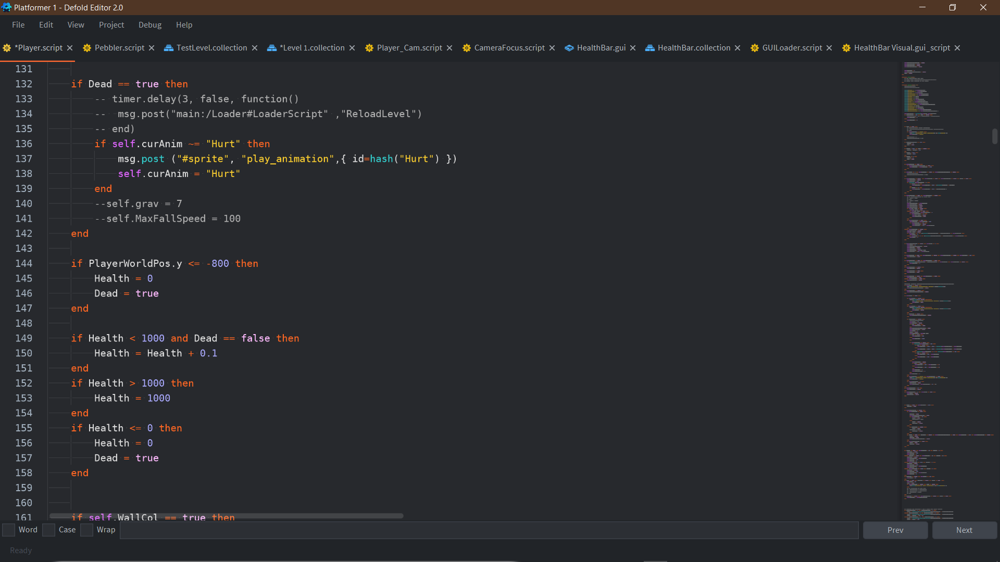 Platformer 1 - Defold Editor 2.0
File Edit View Project Debug Help
*Player.script Pebbler.script TestLevel.collection *Level 1.collection Player_Cam.script CameraFocus.script HealthBar.gui HealthBar.collection GUILoader.script HealthBar Visual.gui_script
131
132 if Dead == true then
133 -- timer.delay(3, false, function()
134 --  msg.post("main:/Loader#LoaderScript" ,"ReloadLevel")
135 -- end)
136 if self.curAnim ~= "Hurt" then
137 msg.post ("#sprite", "play_animation",{ id=hash("Hurt") })
138 self.curAnim = "Hurt"
139 end
140 --self.grav = 7
141 --self.MaxFallSpeed = 100
142 end
143
144 if PlayerWorldPos.y <= -800 then
145 Health = 0
146 Dead = true
147 end
148
149 if Health < 1000 and Dead == false then
150 Health = Health + 0.1
151 end
152 if Health > 1000 then
153 Health = 1000
154 end
155 if Health <= 0 then
156 Health = 0
157 Dead = true
158 end
159
160
161 if self.WallCol == true then
Word Case Wrap Prev Next
Ready